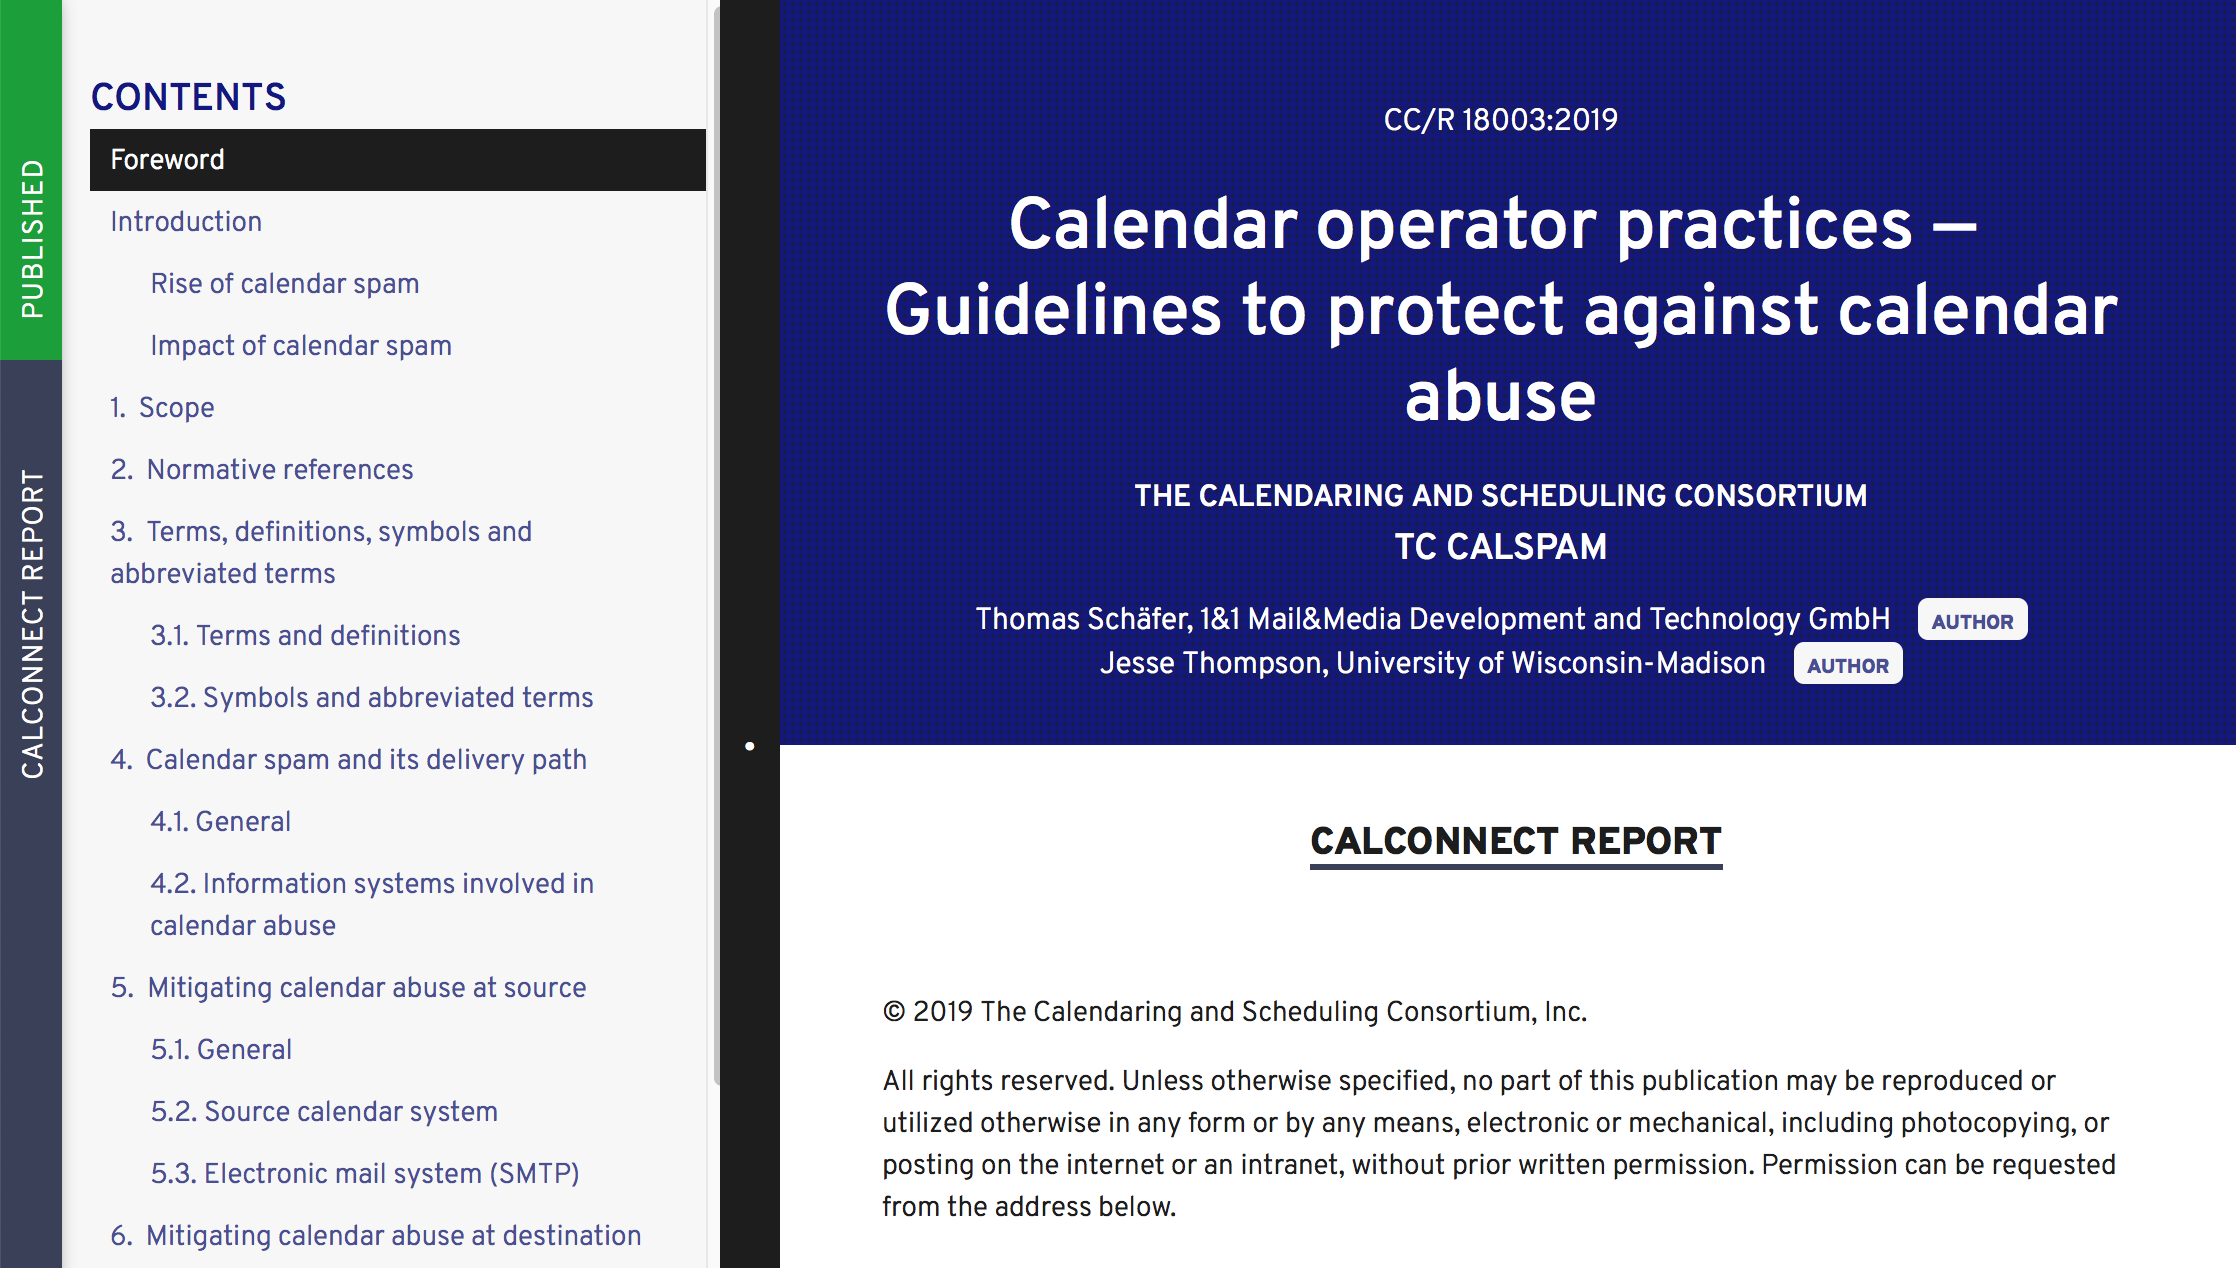 PUBLISHED
CALCONNECT REPORT
CONTENTS
Foreword
Introduction
Rise of calendar spam
Impact of calendar spam
1. Scope
2. Normative references
3. Terms, definitions, symbols and
abbreviated terms
3.1. Terms and definitions
3.2. Symbols and abbreviated terms
4. Calendar spam and its delivery path
4.1. General
4.2. Information systems involved in
calendar abuse
5. Mitigating calendar abuse at source
5.1. General
5.2. Source calendar system
5.3. Electronic mail system (SMTP)
6. Mitigating calendar abuse at destination
CC/R 18003:2019
Calendar operator practices —
Guidelines to protect against calendar
abuse
THE CALENDARING AND SCHEDULING CONSORTIUM
TC CALSPAM
Thomas Schäfer, 1&1 Mail&Media Development and Technology GmbH AUTHOR
Jesse Thompson, University of Wisconsin-Madison AUTHOR
CALCONNECT REPORT
© 2019 The Calendaring and Scheduling Consortium, Inc.
All rights reserved. Unless otherwise specified, no part of this publication may be reproduced or
utilized otherwise in any form or by any means, electronic or mechanical, including photocopying, or
posting on the internet or an intranet, without prior written permission. Permission can be requested
from the address below.